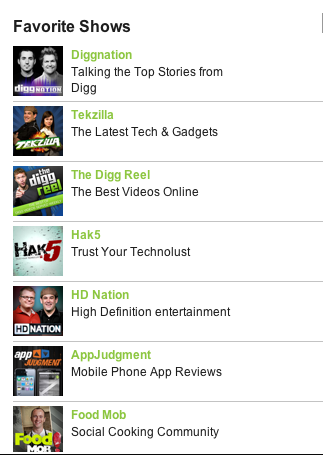 Favorite Shows
Diggnation
Talking the Top Stories from
Digg
diggnation
Tekzilla
The Latest Tech & Gadgets
TEKZILLA
The Digg Reel
The Best Videos Online
the
digg
reel
Hak5
Trust Your Technolust
HAK5
HD Nation
High Definition entertainment
HD NATION
AppJudgment
Mobile Phone App Reviews
app
JUDGMENT
Food Mob
Social Cooking Community
Food
MOB